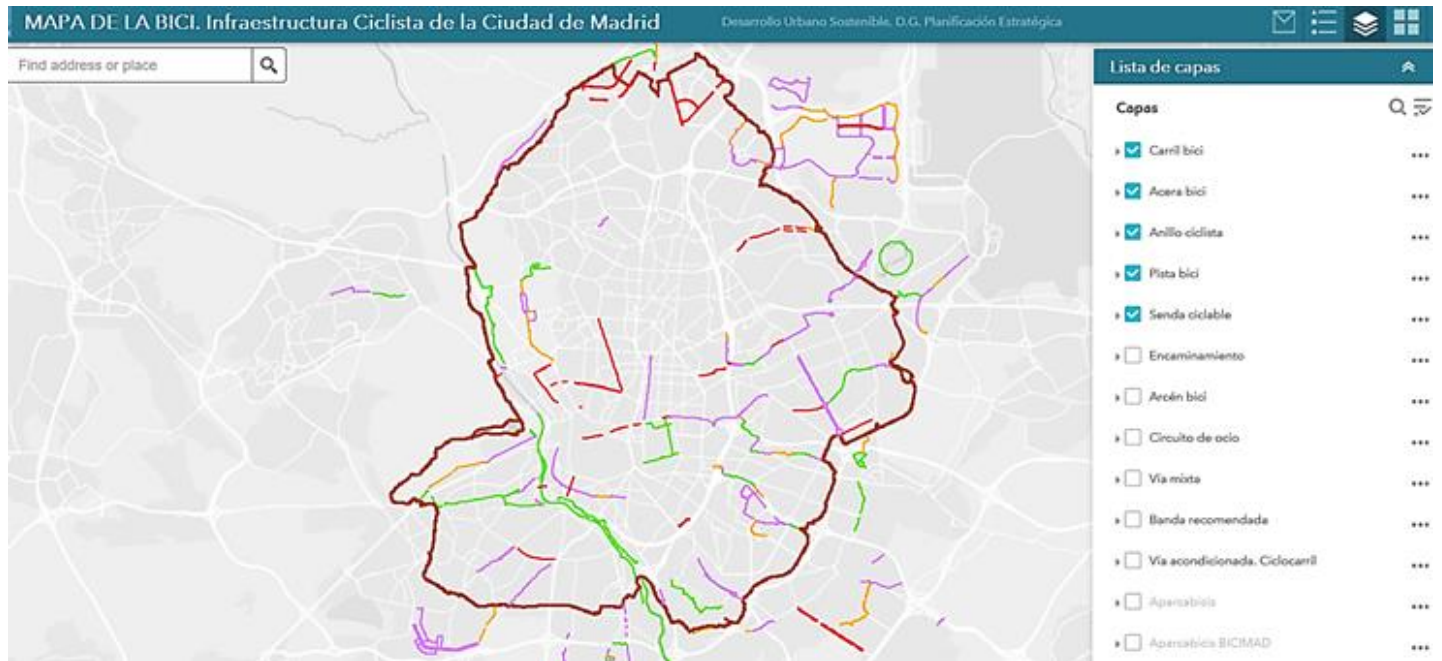 MAPA DE LA BICI. Infraestructura Ciclista de la Ciudad de Madrid
Desarrollo Urbano Sostenible. D.G. Planificación Estratégica
Find address or place
Lista de capas
Capas
Carril bici
Acera bici
Anillo ciclista
Pista bici
Senda ciclable
Encaminamiento
Arcén bici
Circuito de ocio
Vía mixta
Banda recomendada
Vía acondicionada. Ciclocarril
Aparcabicis
Aparcabicis BICIMAD